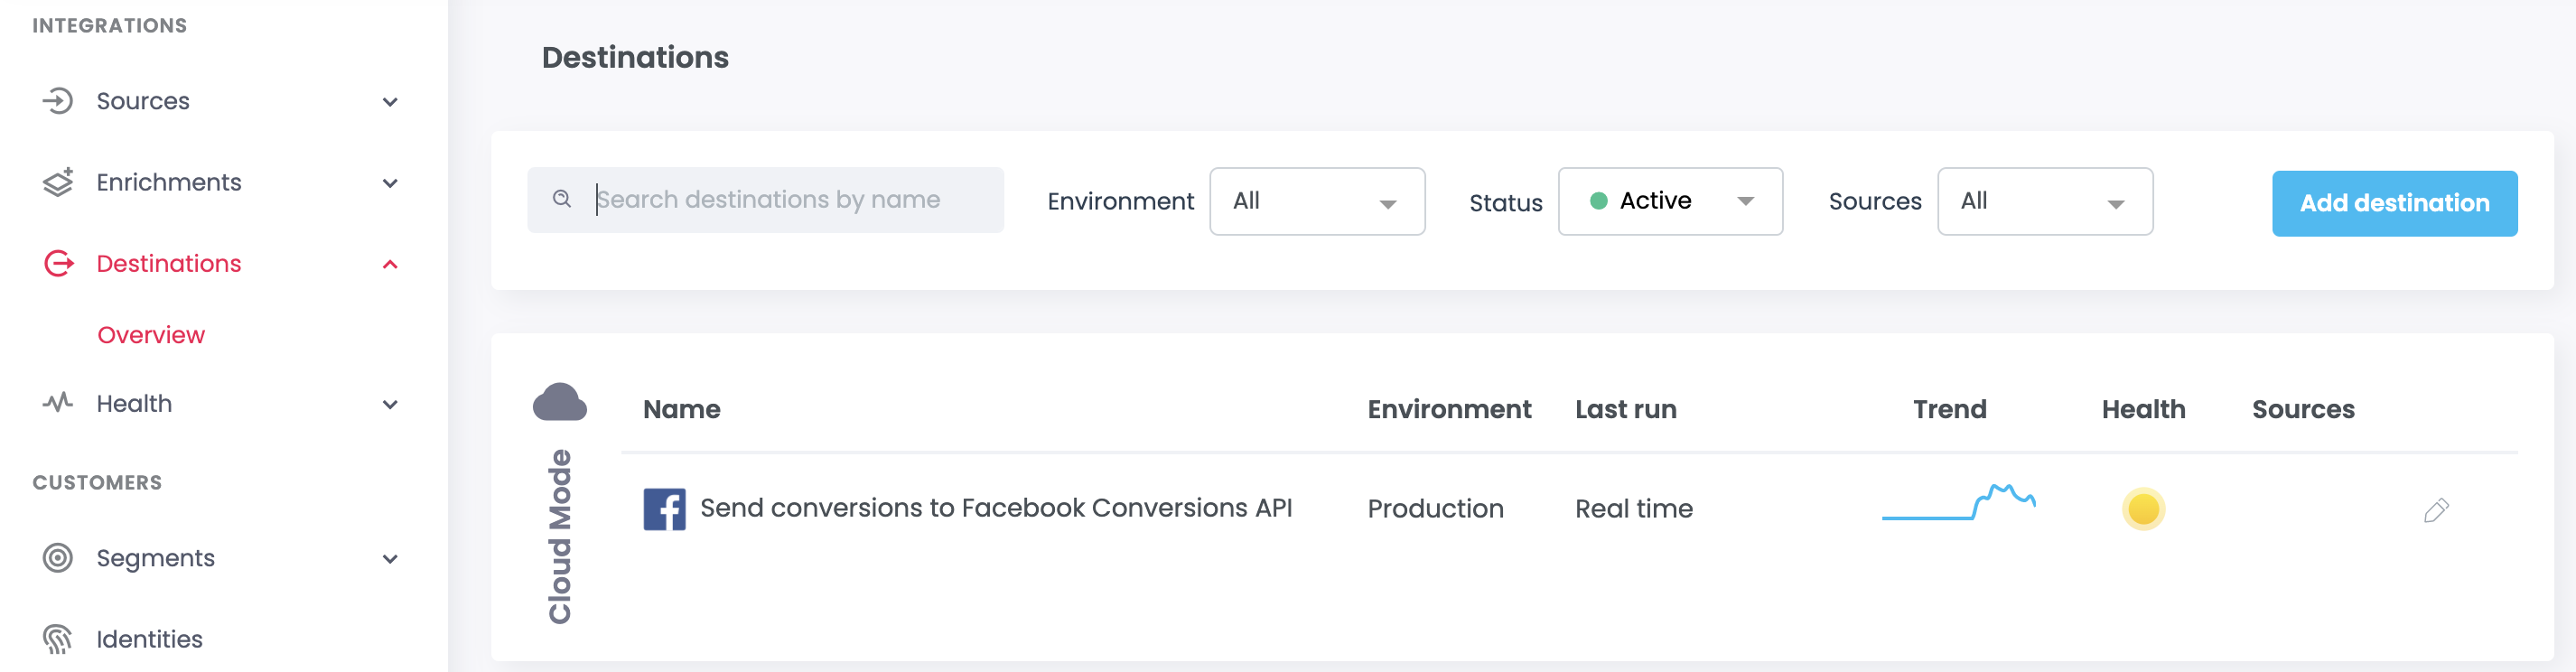 INTEGRATIONS
Sources
Enrichments
Destinations
Overview
Health
CUSTOMERS
Segments
Identities
Destinations
Search destinations by name
Environment All Status Active Sources All Add destination
Cloud Mode
Name Environment Last run Trend Health Sources
Send conversions to Facebook Conversions API Production Real time